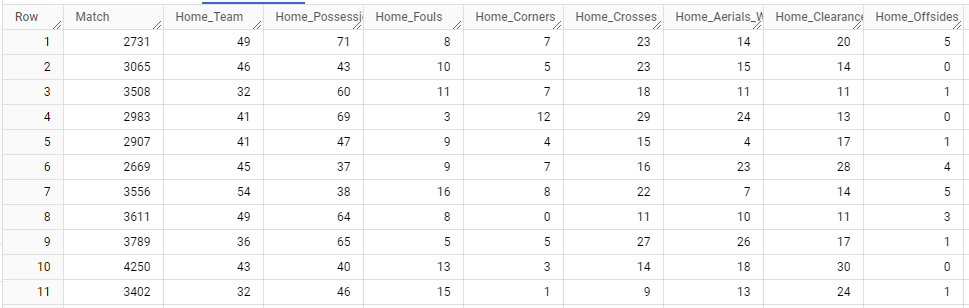 Row Match Home_Team Home_Possessi Home_Fouls Home_Corners Home_Crosses Home_Aerials_W Home_Clearance Home_Offsides
1 2731 49 71 8 7 23 14 20 5
2 3065 46 43 10 5 23 15 14 0
3 3508 32 60 11 7 18 11 11 1
4 2983 41 69 3 12 29 24 13 0
5 2907 41 47 9 4 15 4 17 1
6 2669 45 37 9 7 16 23 28 4
7 3556 54 38 16 8 22 7 14 5
8 3611 49 64 8 0 11 10 11 3
9 3789 36 65 5 5 27 26 17 1
10 4250 43 40 13 3 14 18 30 0
11 3402 32 46 15 1 9 13 24 1